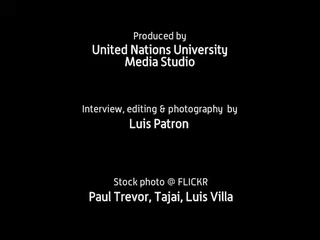 Produced by
United Nations University
Media Studio
Interview, editing & photography by
Luis Patron
Stock photo @ FLICKR
Paul Trevor, Tajai, Luis Villa